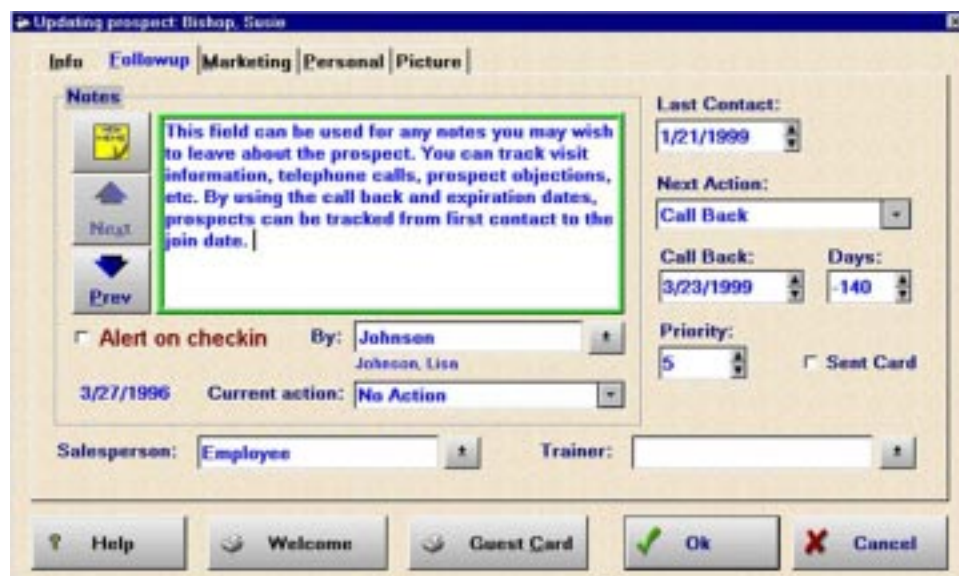 Updating prospect: Bishop, Susie
Info Followup Marketing Personal Picture
Notes
This field can be used for any notes you may wish
to leave about the prospect. You can track visit
information, telephone calls, prospect objections,
etc. By using the call back and expiration dates,
prospects can be tracked from first contact to the
join date.
Next
Prev
Last Contact:
1/21/1999
Next Action:
Call Back
Call Back: Days:
3/23/1999 -140
Priority:
5 Sent Card
Alert on checkin By: Johnson
Johnson, Lisa
3/27/1996 Current action: No Action
Salesperson: Employee Trainer:
Help Welcome Guest Card Ok Cancel